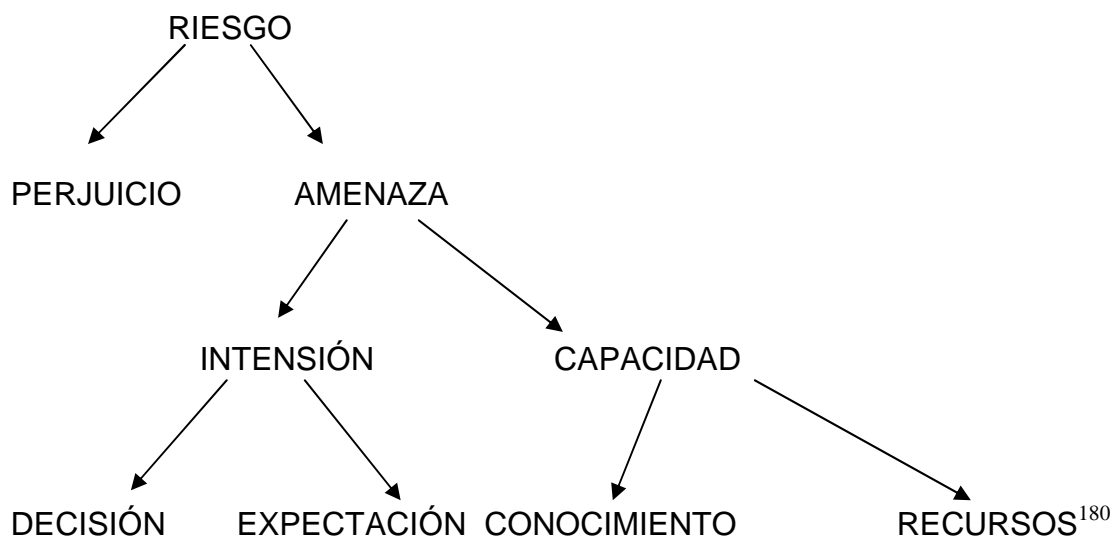 RIESGO
PERJUICIO AMENAZA
INTENSIÓN CAPACIDAD
DECISIÓN EXPECTACIÓN CONOCIMIENTO RECURSOS180